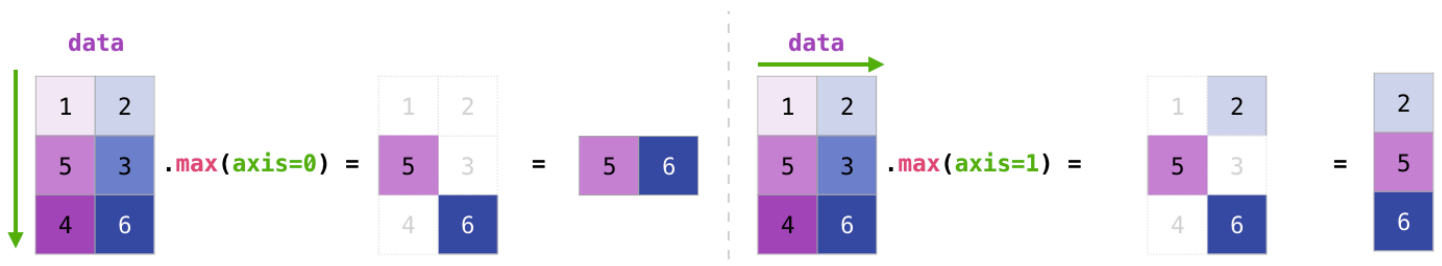 data data
1 2 1 2 1 2 1 2 2
5 3 .max(axis=0) = 5 3 = 5 6 5 3 .max(axis=1) = 5 3 = 5
4 6 4 6 4 6 4 6 6